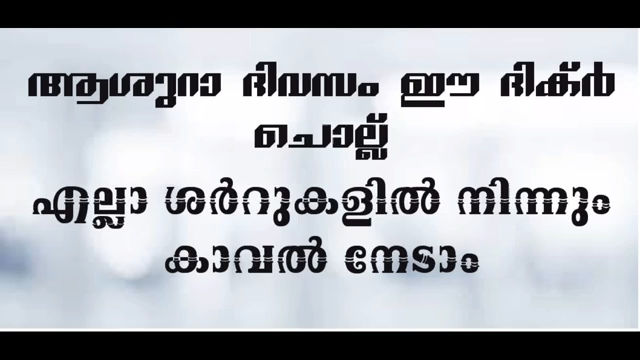 ആശുറാ ദിവസം ഈ ദിക്ർ
ചൊല്ല്
എല്ലാ ശർറുകളിൽ നിന്നും
കാവൽ നേടാം